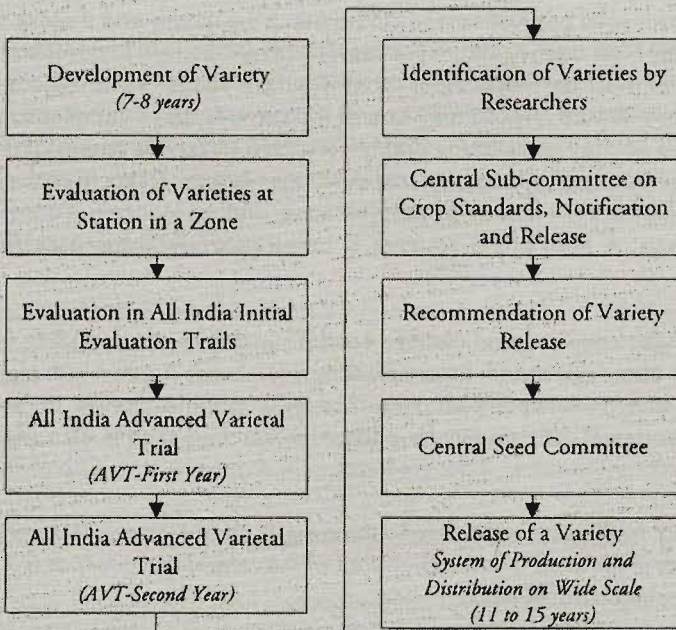 Development of Variety
(7-8 years)
Evaluation of Varieties at
Station in a Zone
Evaluation in All India Initial
Evaluation Trails
All India Advanced Varietal
Trial
(AVT-First Year)
All India Advanced Varietal
Trial
(AVT-Second Year)
Identification of Varieties by
Researchers
Central Sub-committee on
Crop Standards, Notification
and Release
Recommendation of Variety
Release
Central Seed Committee
Release of a Variety
System of Production and
Distribution on Wide Scale
(11 to 15 years)